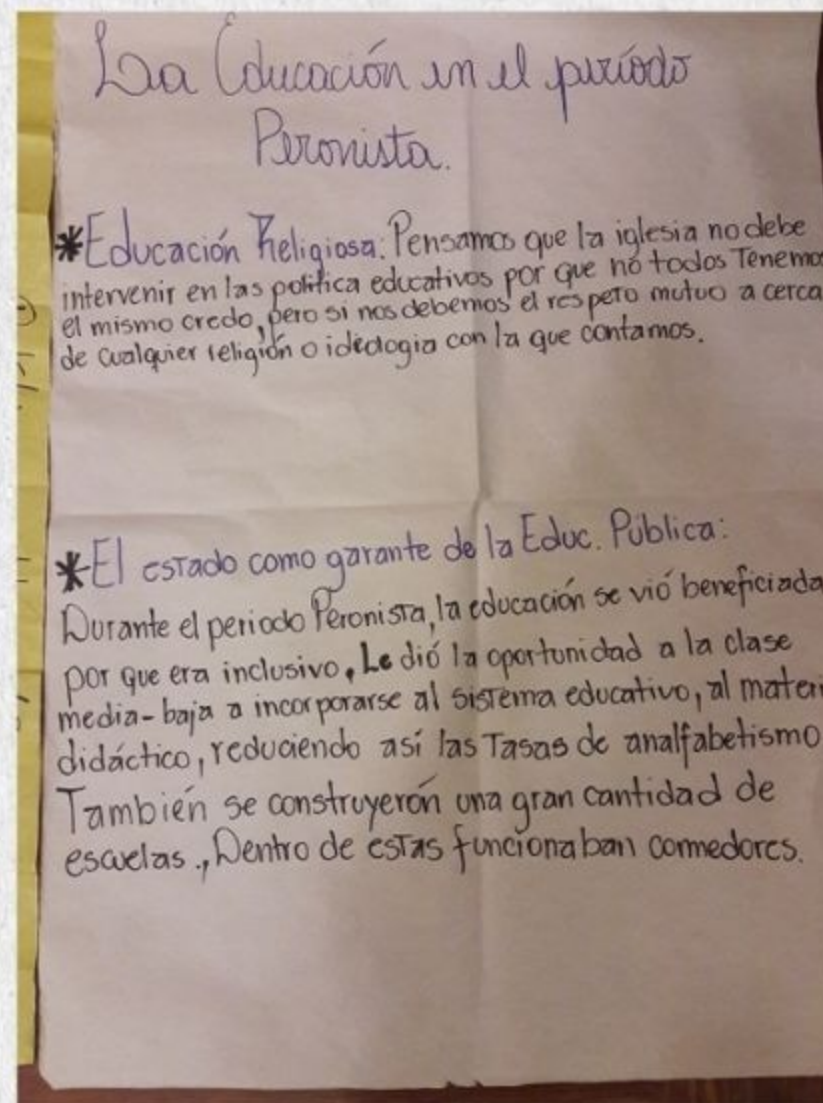 La Educación en el período
Peronista.
*Educación Religiosa: Pensamos que la iglesia no debe
intervenir en las política educativos por que no todos Tenemos
el mismo credo, pero si nos debemos el respeto mutuo a cerca
de cualquier religión o ideología con la que contamos.
*El estado como garante de la Educ. Pública:
Durante el periodo Peronista, la educación se vió beneficiada
por que era inclusivo. Le dió la oportunidad a la clase
media-baja a incorporarse al sistema educativo, al materi
didáctico, reduciendo así las Tasas de analfabetismo
También se construyerón una gran cantidad de
escuelas., Dentro de estas funcionaban comedores.